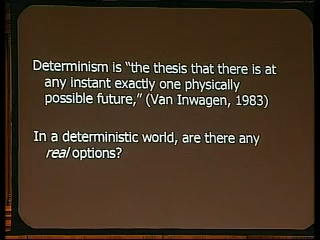 Determinism is “the thesis that there is at
any instant exactly one physically
possible future,” (Van Inwagen, 1983)
In a deterministic world, are there any
real options?